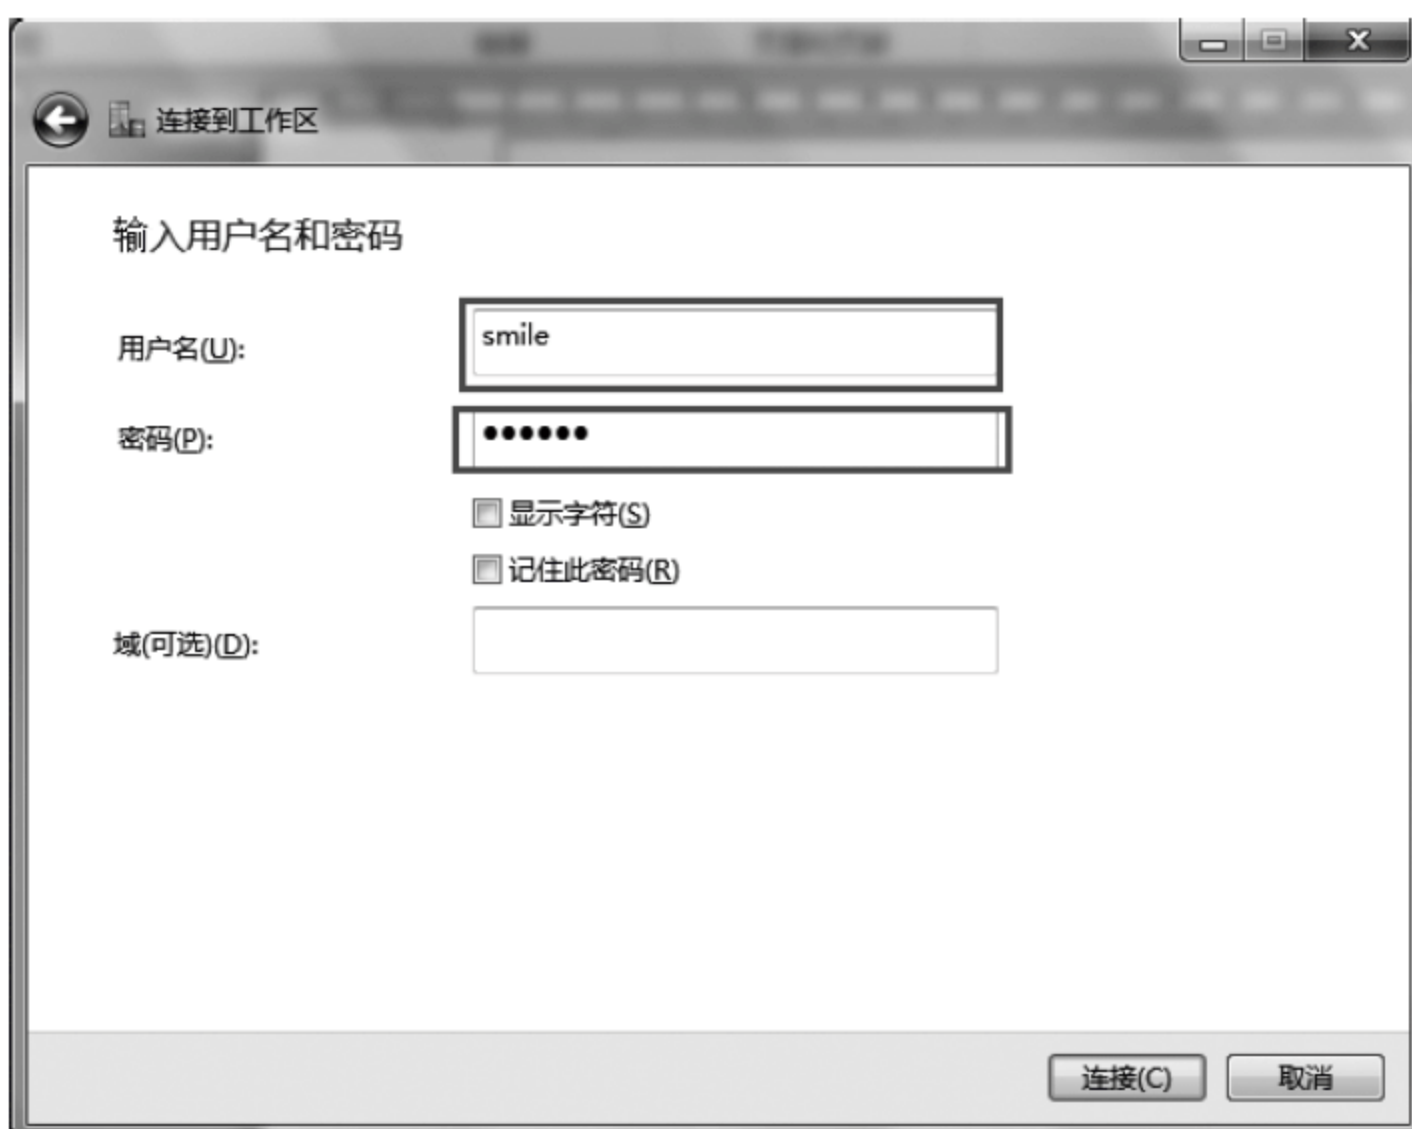 连接到工作区
输入用户名和密码
用户名(U):
smile
密码(P):
●●●●●●
显示字符(S)
记住此密码(R)
域(可选)(D):
连接(C)
取消